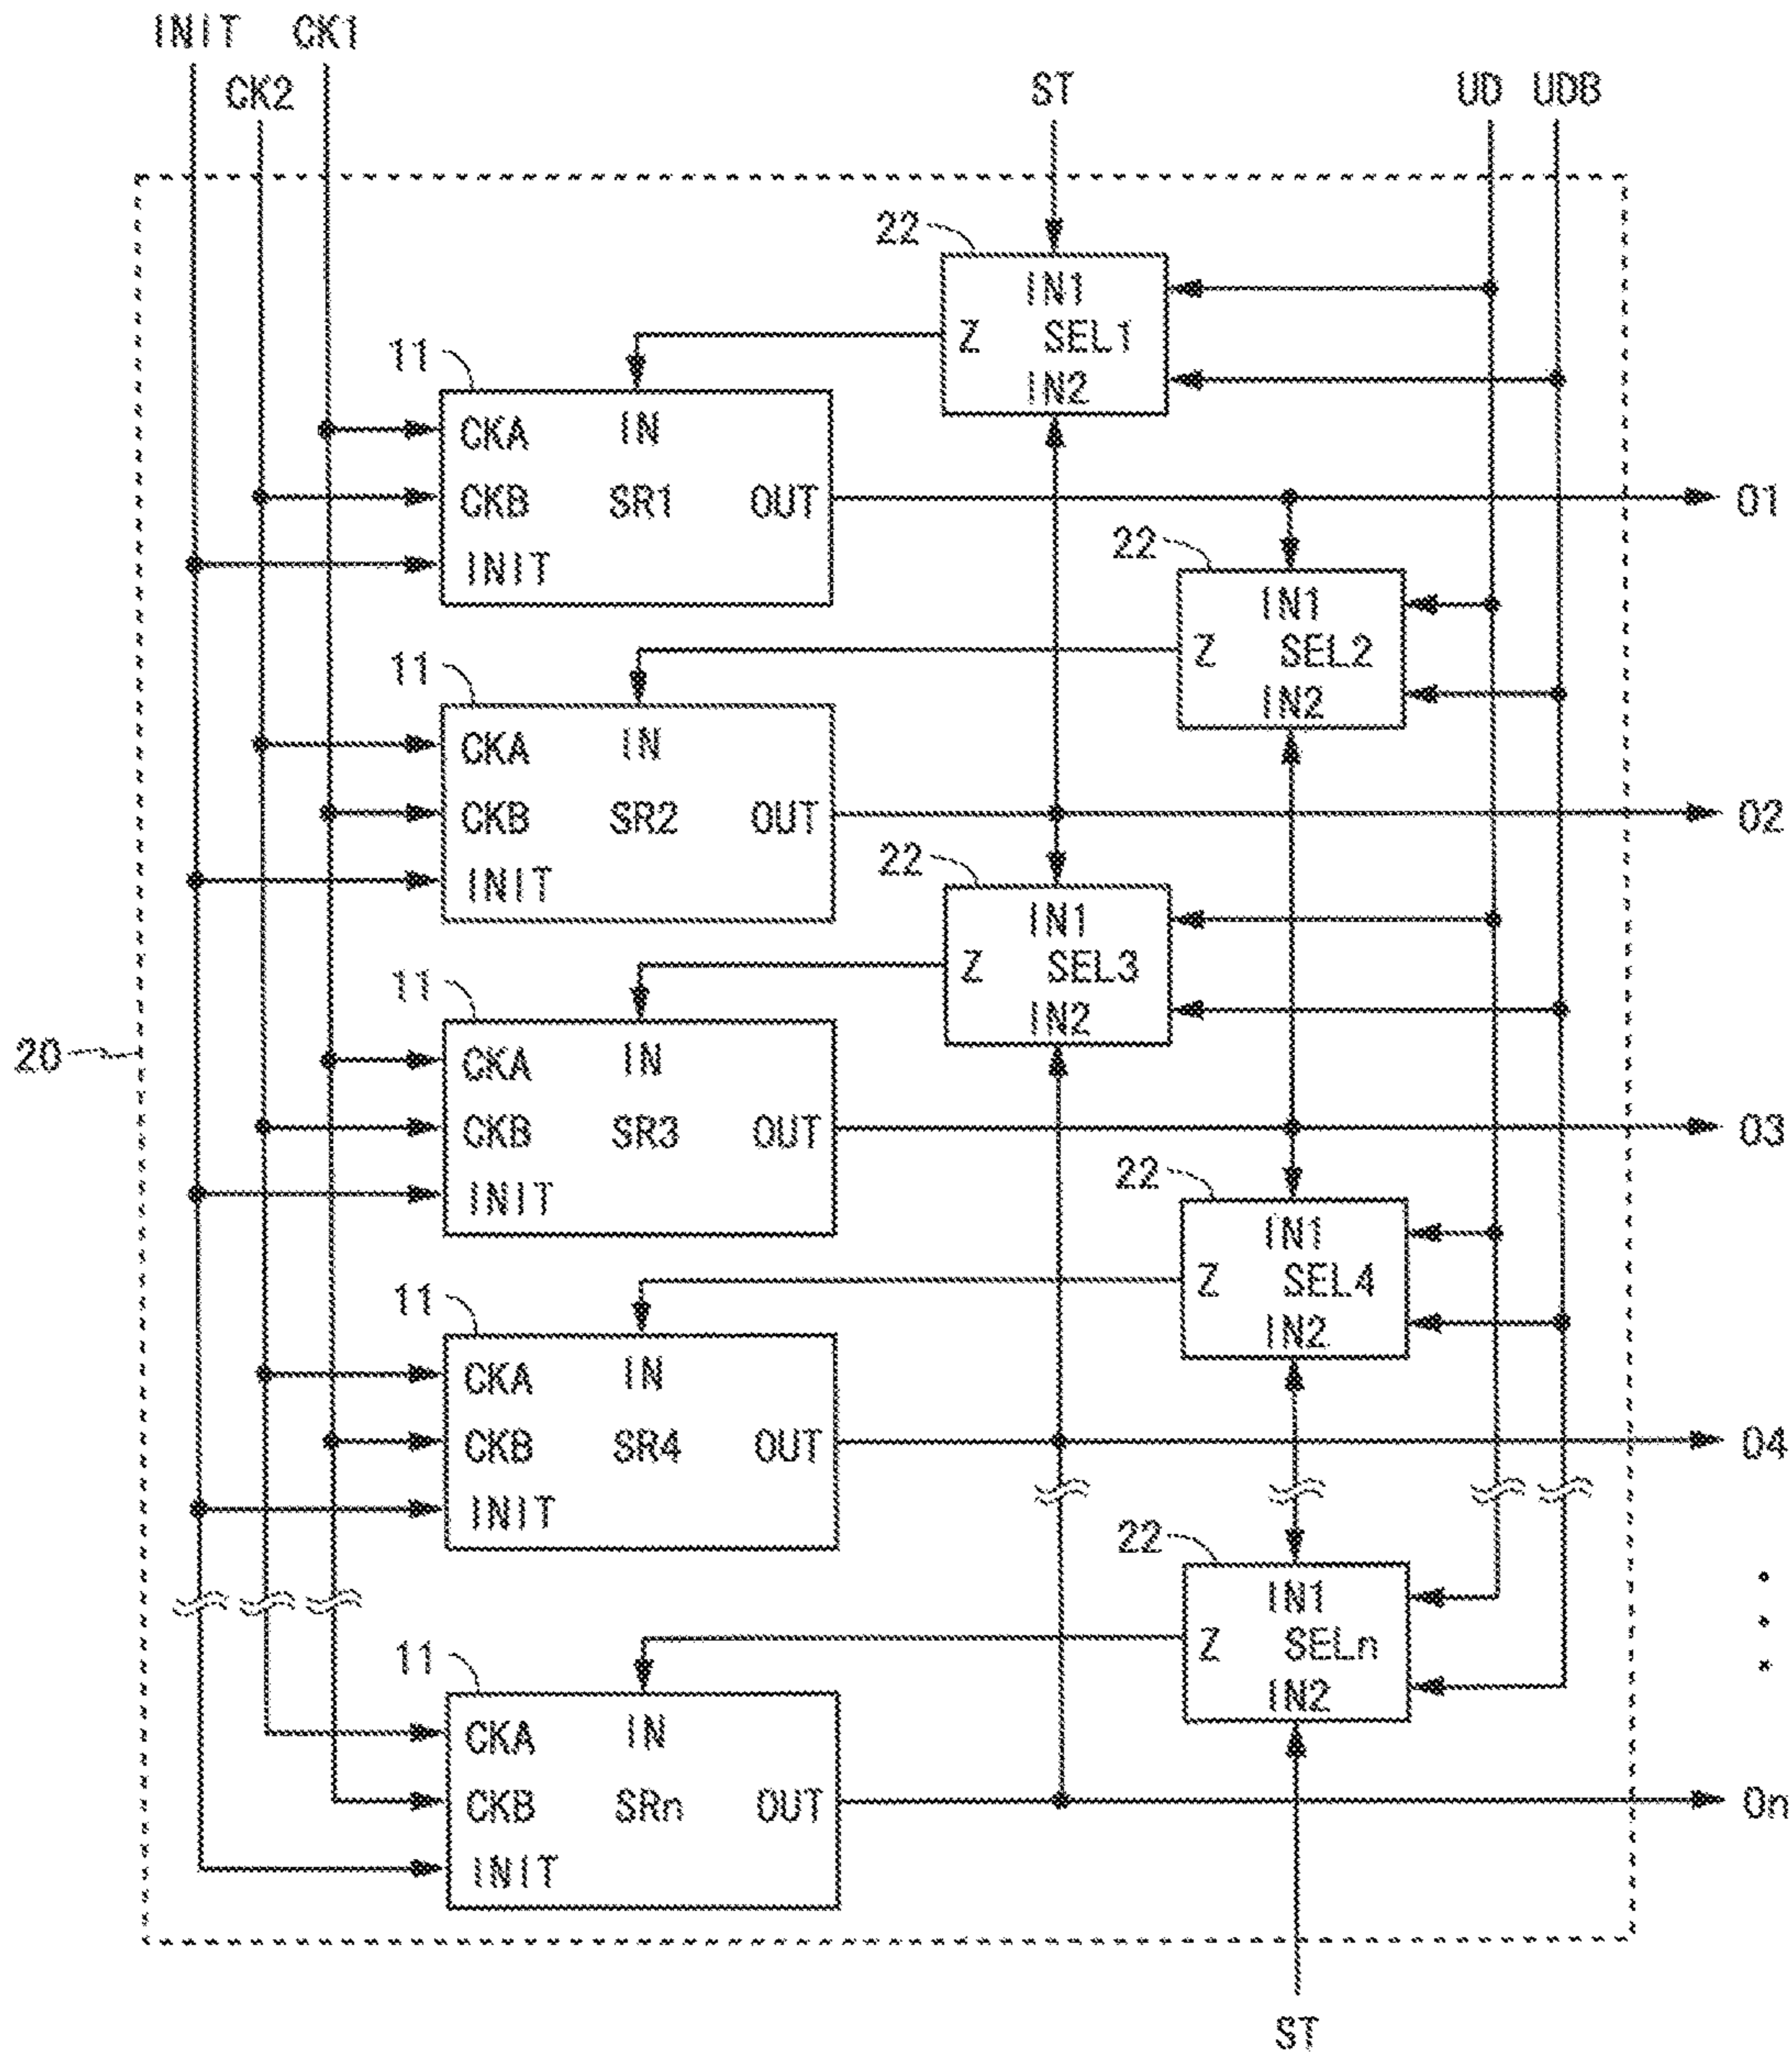 INIT CK1
CK2 ST UD UDB
22
IN1
Z SEL1
IN2
11
CKA IN
CKB SR1 OUT
INIT
O1
22
IN1
Z SEL2
IN2
11
CKA IN
CKB SR2 OUT
INIT
O2
22
IN1
Z SEL3
IN2
11
CKA IN
CKB SR3 OUT
INIT
O3
20
22
IN1
Z SEL4
IN2
11
CKA IN
CKB SR4 OUT
INIT
O4
22
IN1
Z SELn
IN2
11
CKA IN
CKB SRn OUT
INIT
On
ST